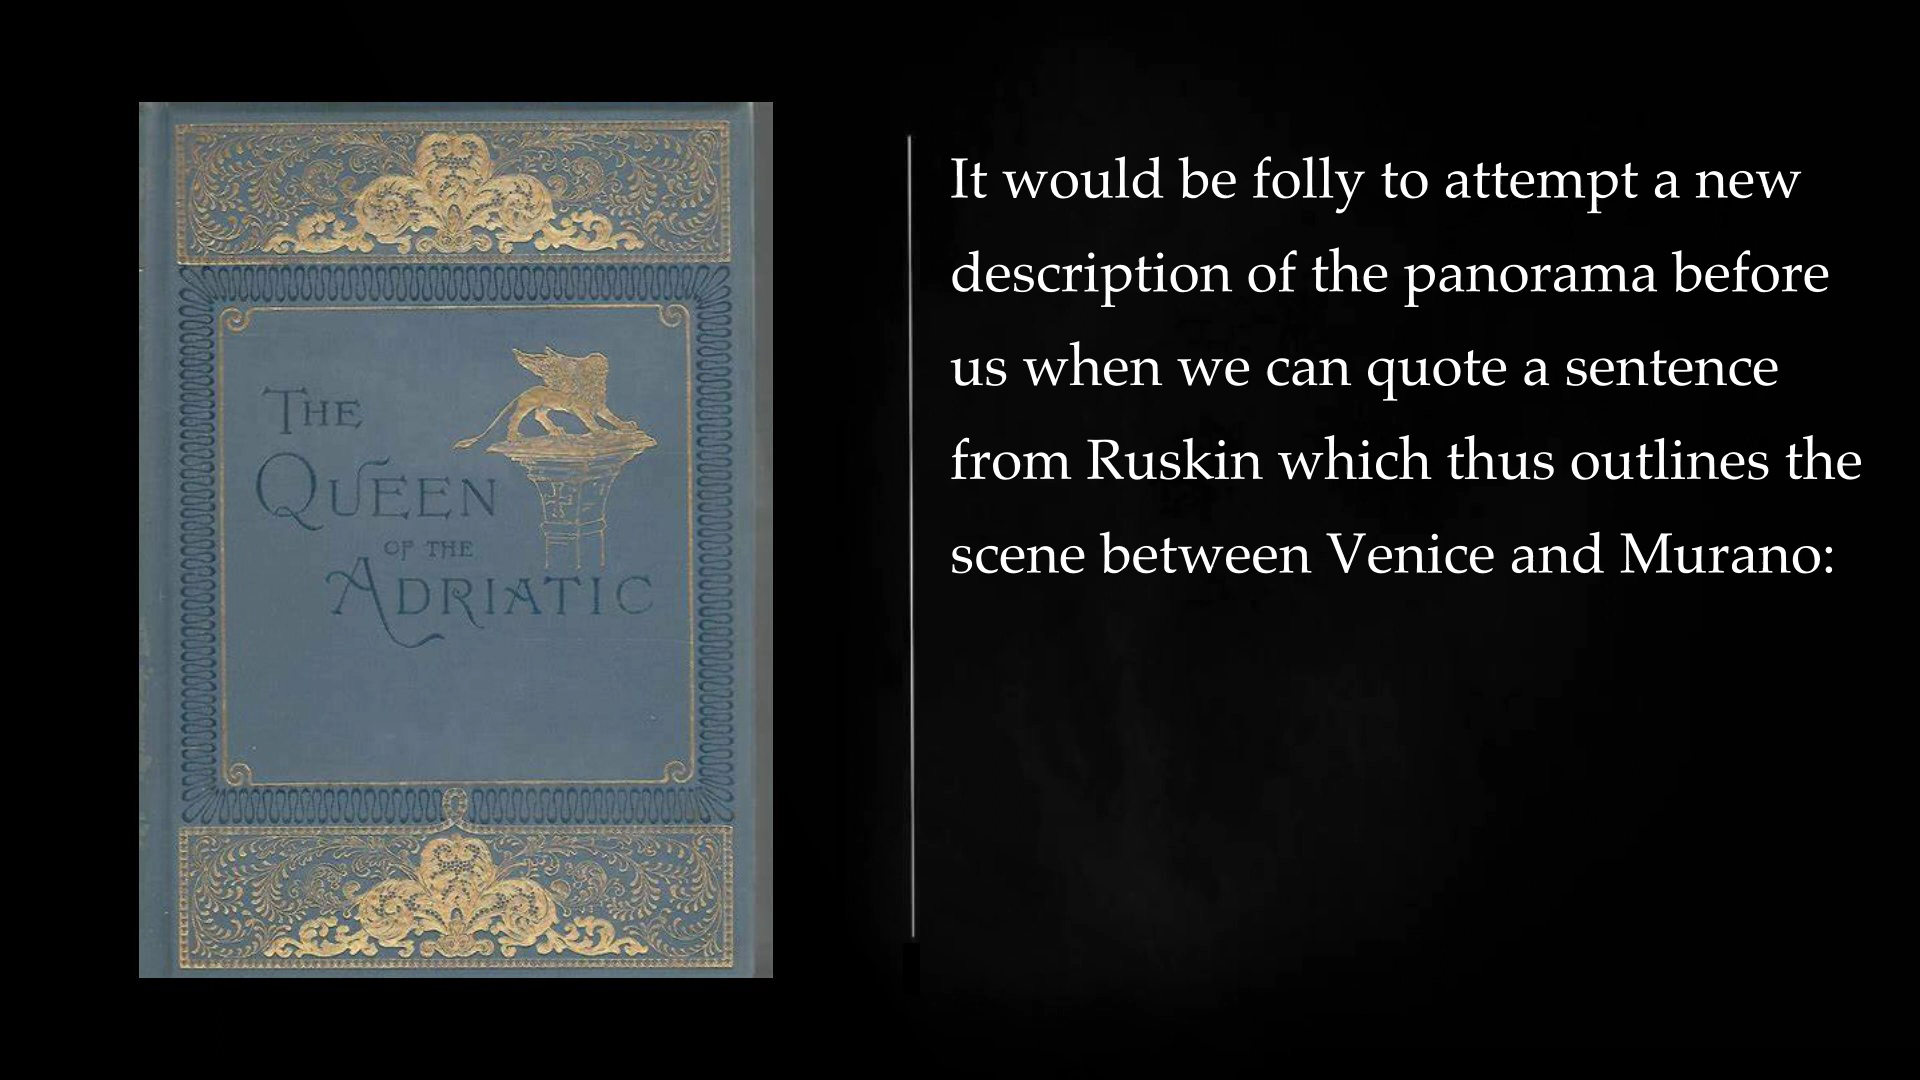 THE
QUEEN
OF THE
ADRIATIC
It would be folly to attempt a new
description of the panorama before
us when we can quote a sentence
from Ruskin which thus outlines the
scene between Venice and Murano: